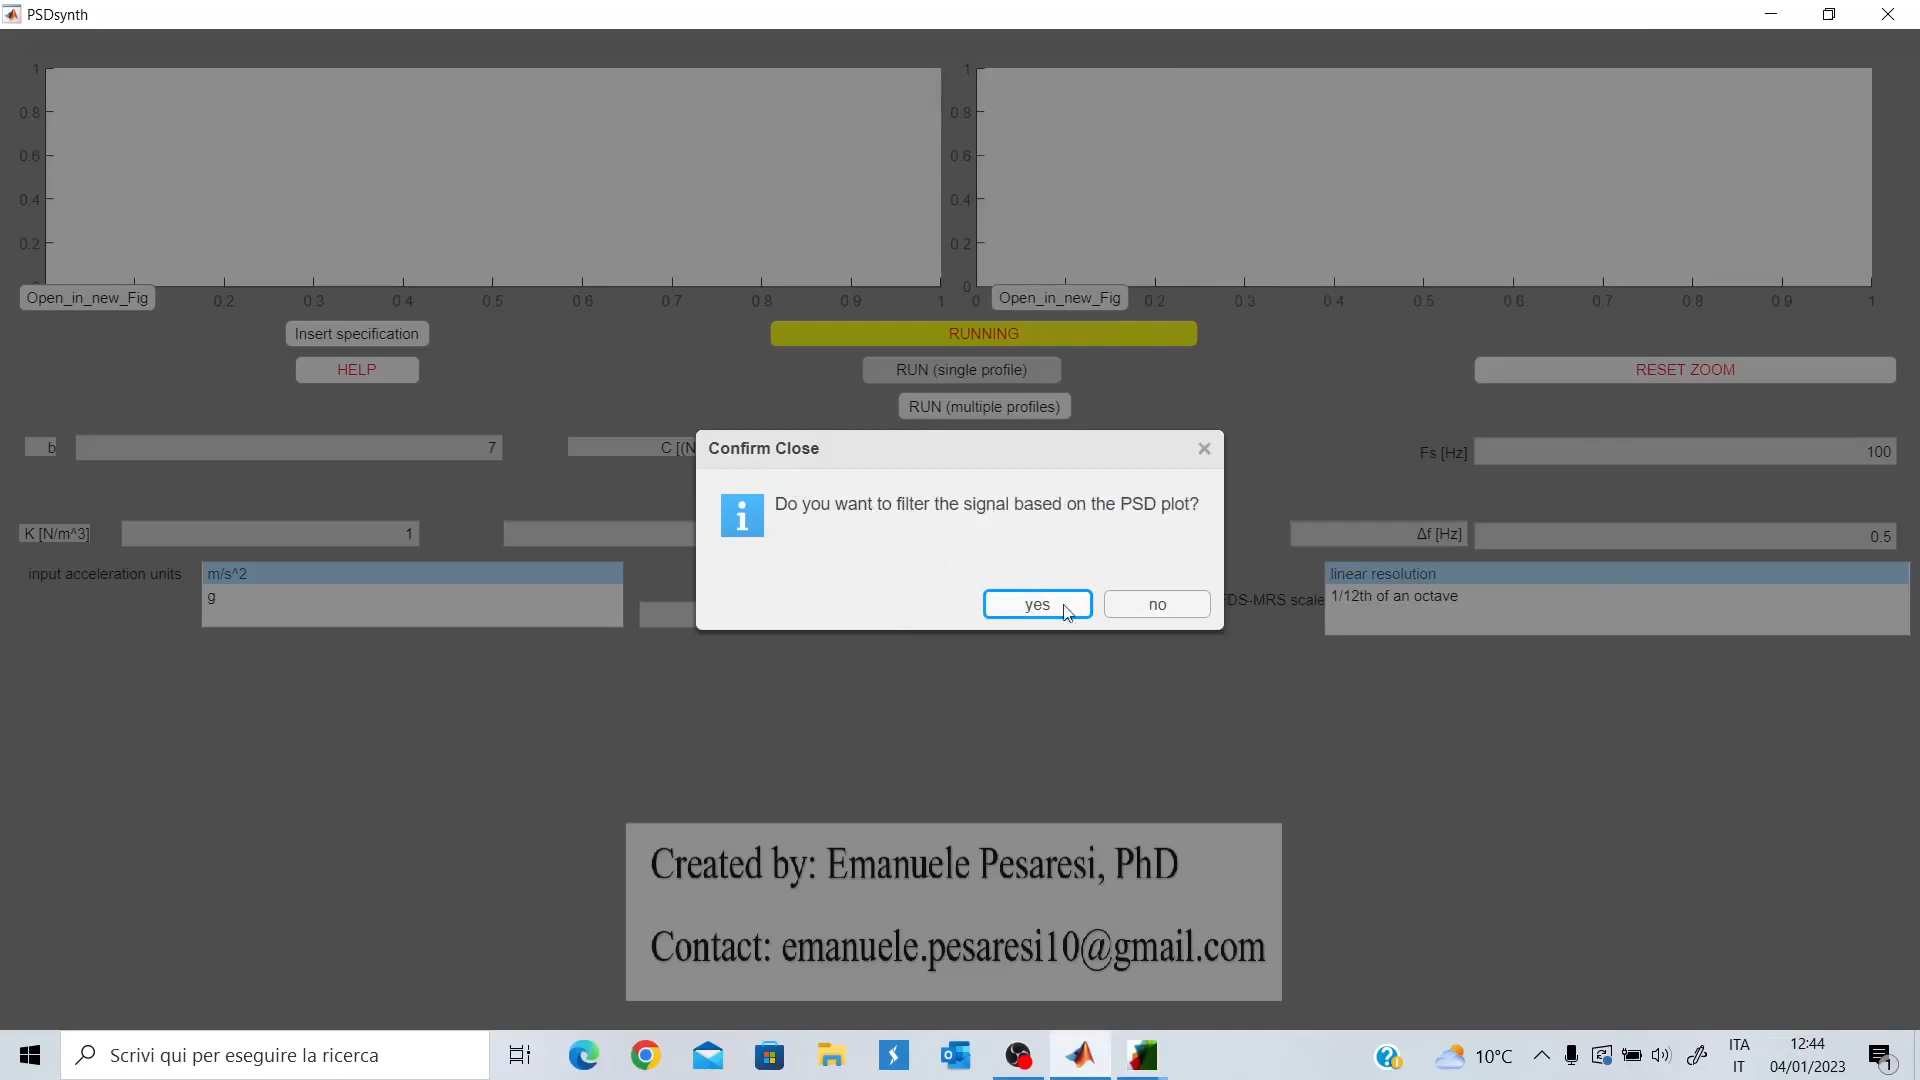 PSDsynth
1
0.8
0.6
0.4
0.2
0.2 0.3 0.4 0.5 0.6 0.7 0.8 0.9 1
Open_in_new_Fig
1
0.8
0.6
0.4
0.2
0
0 0.2 0.3 0.4 0.5 0.6 0.7 0.8 0.9 1
Open_in_new_Fig
Insert specification
RUNNING
HELP
RUN (single profile)
RESET ZOOM
RUN (multiple profiles)
b 7
C [(N
Fs [Hz] 100
Confirm Close
Do you want to filter the signal based on the PSD plot?
yes no
K [N/m^3] 1
Δf [Hz] 0.5
input acceleration units
m/s^2
g
DS-MRS scale
linear resolution
1/12th of an octave
Created by: Emanuele Pesaresi, PhD
Contact: emanuele.pesaresi10@gmail.com
Scrivi qui per eseguire la ricerca
10°C
ITA
IT
12:44
04/01/2023
1